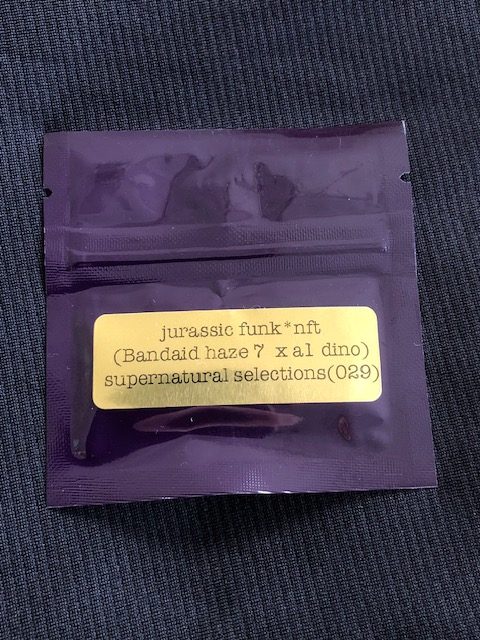 jurassic funk*nft
(Bandaid haze 7 x a1 dino)
supernatural selections(029)